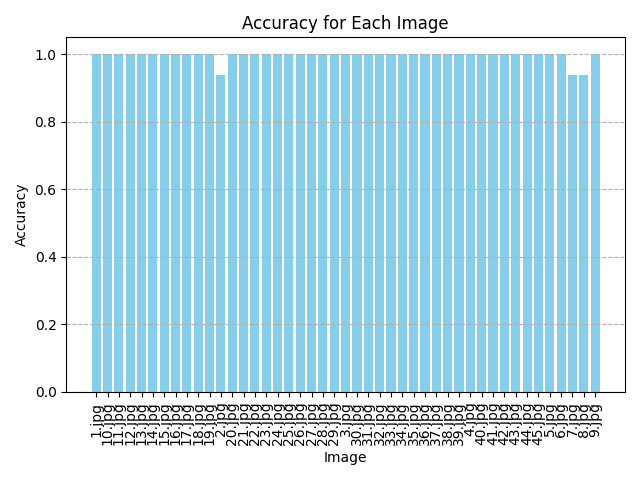 Accuracy for Each Image
Accuracy
1.0
0.8
0.6
0.4
0.2
0.0
1.jpg
10.jpg
11.jpg
12.jpg
13.jpg
14.jpg
15.jpg
16.jpg
17.jpg
18.jpg
19.jpg
2.jpg
20.jpg
21.jpg
22.jpg
23.jpg
24.jpg
25.jpg
26.jpg
27.jpg
28.jpg
29.jpg
3.jpg
30.jpg
31.jpg
32.jpg
33.jpg
34.jpg
35.jpg
36.jpg
37.jpg
38.jpg
39.jpg
4.jpg
40.jpg
41.jpg
42.jpg
43.jpg
44.jpg
45.jpg
5.jpg
6.jpg
7.jpg
8.jpg
9.jpg
Image